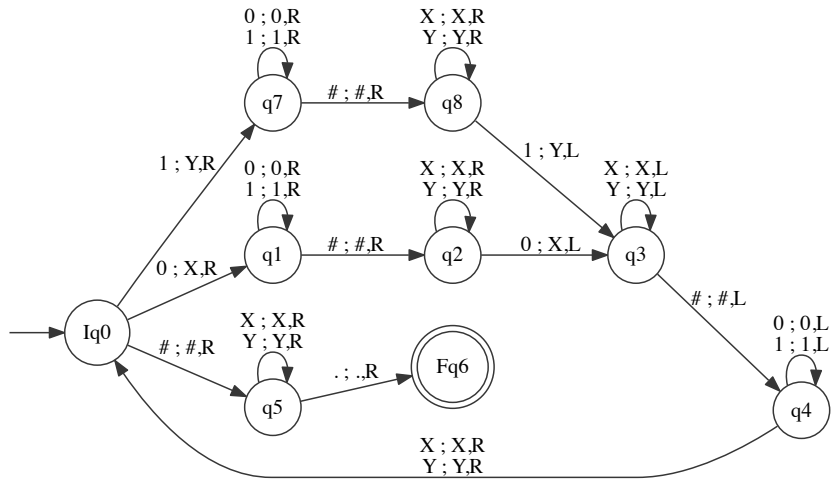 0 ; 0,R
1 ; 1,R
X ; X,R
Y ; Y,R
q7
# ; #,R
q8
1 ; Y,R
1 ; Y,L
0 ; 0,R
1 ; 1,R
X ; X,R
Y ; Y,R
X ; X,L
Y ; Y,L
q1
# ; #,R
q2
0 ; X,L
q3
0 ; X,R
# ; #,L
Iq0
# ; #,R
X ; X,R
Y ; Y,R
0 ; 0,L
1 ; 1,L
q5
. ; .,R
Fq6
q4
X ; X,R
Y ; Y,R